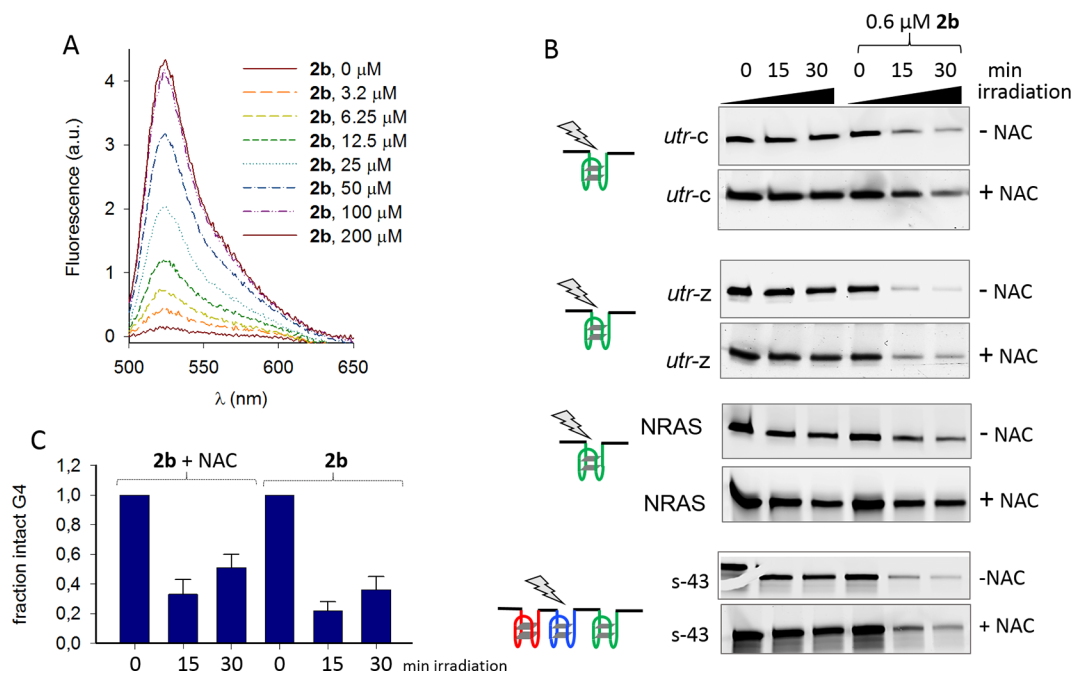 A
Fluorescence (a.u.)
4
3
2
1
0
500
550
600
650
λ (nm)
2b, 0 μM
2b, 3.2 μM
2b, 6.25 μM
2b, 12.5 μM
2b, 25 μM
2b, 50 μM
2b, 100 μM
2b, 200 μM
B
0.6 μM 2b
0 15 30 0 15 30 min
irradiation
utr-c - NAC
utr-c + NAC
utr-z - NAC
utr-z + NAC
NRAS - NAC
NRAS + NAC
s-43 -NAC
s-43 + NAC
C
fraction intact G4
1,2
1,0
0,8
0,6
0,4
0,2
0,0
2b + NAC 2b
0 15 30 0 15 30 min irradiation